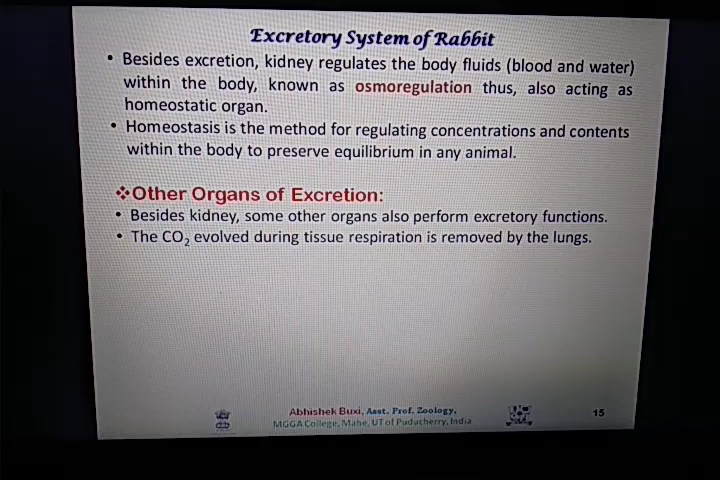 Excretory System of Rabbit
• Besides excretion, kidney regulates the body fluids (blood and water)
within the body, known as osmoregulation thus, also acting as
homeostatic organ.
• Homeostasis is the method for regulating concentrations and contents
within the body to preserve equilibrium in any animal.
❖Other Organs of Excretion:
• Besides kidney, some other organs also perform excretory functions.
• The CO₂ evolved during tissue respiration is removed by the lungs.
Abhishek Buxi, Asst. Prof. Zoology,
MGGA College, Mahe, UT of Puducherry, India
15